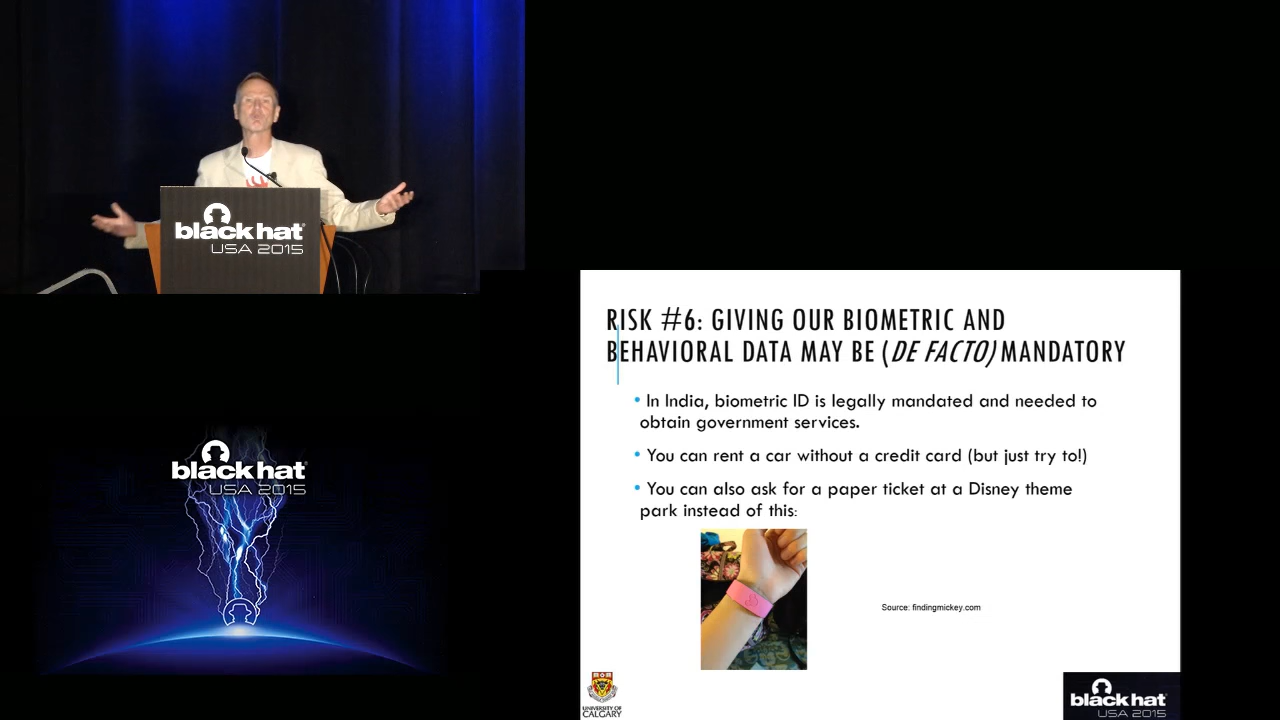 black hat
USA 2015
RISK #6: GIVING OUR BIOMETRIC AND
BEHAVIORAL DATA MAY BE (DE FACTO) MANDATORY
• In India, biometric ID is legally mandated and needed to
obtain government services.
• You can rent a car without a credit card (but just try to!)
• You can also ask for a paper ticket at a Disney theme
park instead of this:
Source: findingmickey.com
black hat
USA 2015
UNIVERSITY OF
CALGARY
black hat
USA 2015